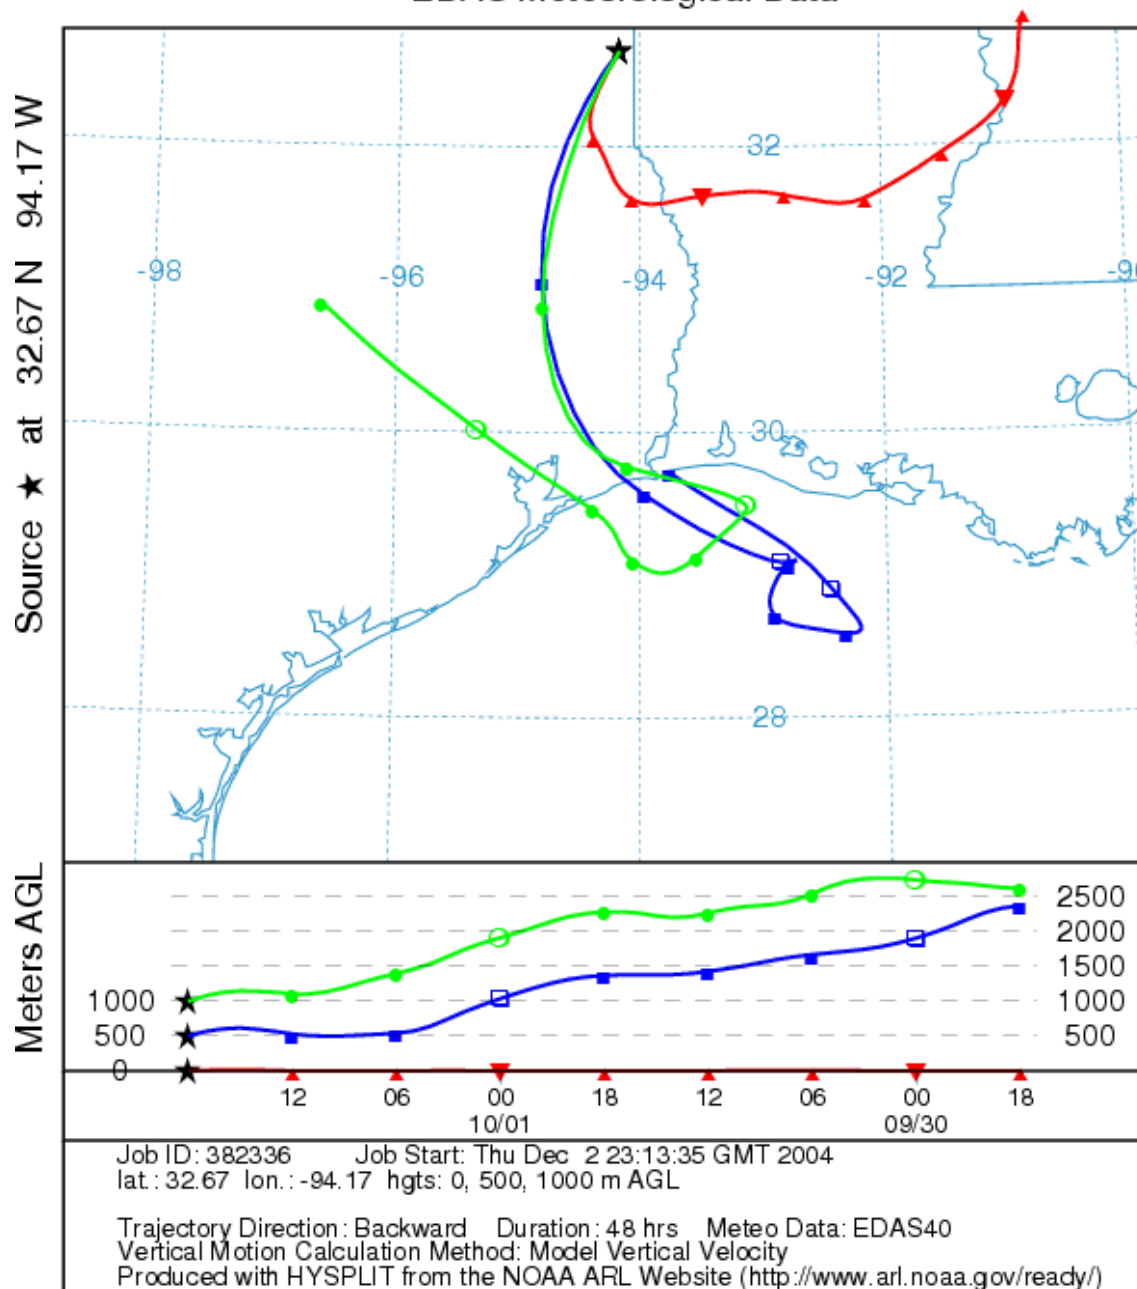 EDAS Meteorological Data
Source ★ at 32.67 N 94.17 W
32
-98
-96
-94
-92
-90
30
28
Meters AGL
2500
2000
1500
1000
1000
500
500
0
12 06 00 18 12 06 00 18
10/01 09/30
Job ID: 382336 Job Start: Thu Dec 2 23:13:35 GMT 2004
lat.: 32.67 lon.: -94.17 hgts: 0, 500, 1000 m AGL
Trajectory Direction: Backward Duration: 48 hrs Meteo Data: EDAS40
Vertical Motion Calculation Method: Model Vertical Velocity
Produced with HYSPLIT from the NOAA ARL Website (http://www.arl.noaa.gov/ready/)